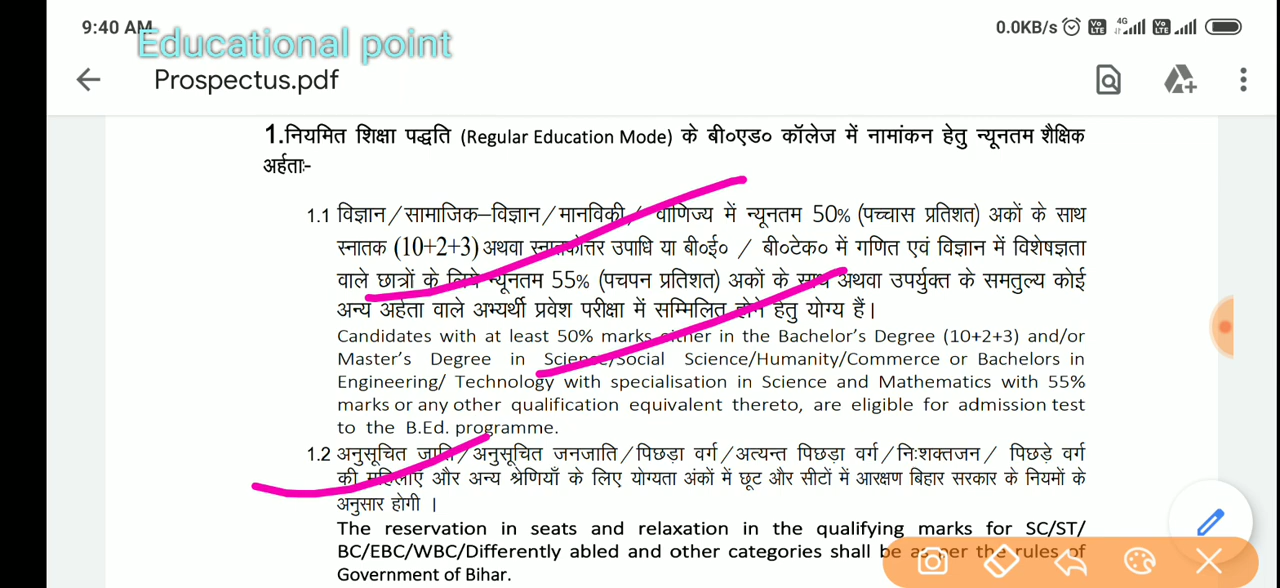 9:40 AM
0.0KB/s
4G
Vo LTE
Vo LTE
Educational point
Prospectus.pdf
1.नियमित शिक्षा पद्धति (Regular Education Mode) के बी०एड० कॉलेज में नामांकन हेतु न्यूनतम शैक्षिक
अर्हताः-
1.1 विज्ञान/सामाजिक–विज्ञान/मानविकी/ वाणिज्य में न्यूनतम 50% (पच्चास प्रतिशत) अकों के साथ
स्नातक (10+2+3) अथवा स्नातकोत्तर उपाधि या बी०ई० / बी०टेक० में गणित एवं विज्ञान में विशेषज्ञता
वाले छात्रों के लिये न्यूनतम 55% (पचपन प्रतिशत) अकों के साथ अथवा उपर्युक्त के समतुल्य कोई
अन्य अर्हता वाले अभ्यर्थी प्रवेश परीक्षा में सम्मिलित होने हेतु योग्य हैं।
Candidates with at least 50% marks either in the Bachelor's Degree (10+2+3) and/or
Master's Degree in Science/Social Science/Humanity/Commerce or Bachelors in
Engineering/ Technology with specialisation in Science and Mathematics with 55%
marks or any other qualification equivalent thereto, are eligible for admission test
to the B.Ed. programme.
1.2 अनुसूचित जाति/अनुसूचित जनजाति/पिछड़ा वर्ग/अत्यन्त पिछड़ा वर्ग/निःशक्तजन/ पिछड़े वर्ग
की महिलाएं और अन्य श्रेणियाँ के लिए योग्यता अंकों में छूट और सीटों में आरक्षण बिहार सरकार के नियमों के
अनुसार होगी ।
The reservation in seats and relaxation in the qualifying marks for SC/ST/
BC/EBC/WBC/Differently abled and other categories shall be as per the rules of
Government of Bihar.